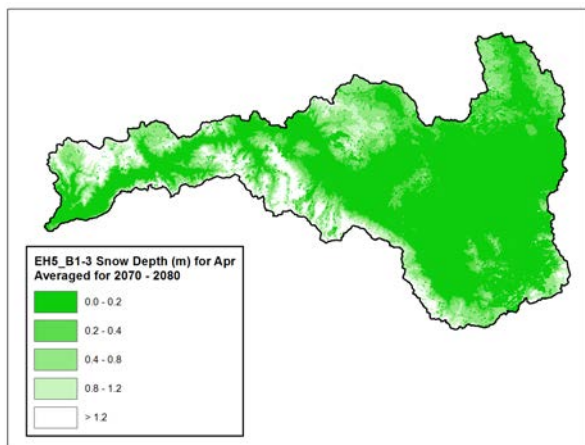 EH5_B1-3 Snow Depth (m) for Apr
Averaged for 2070 - 2080
0.0 - 0.2
0.2 - 0.4
0.4 - 0.8
0.8 - 1.2
> 1.2